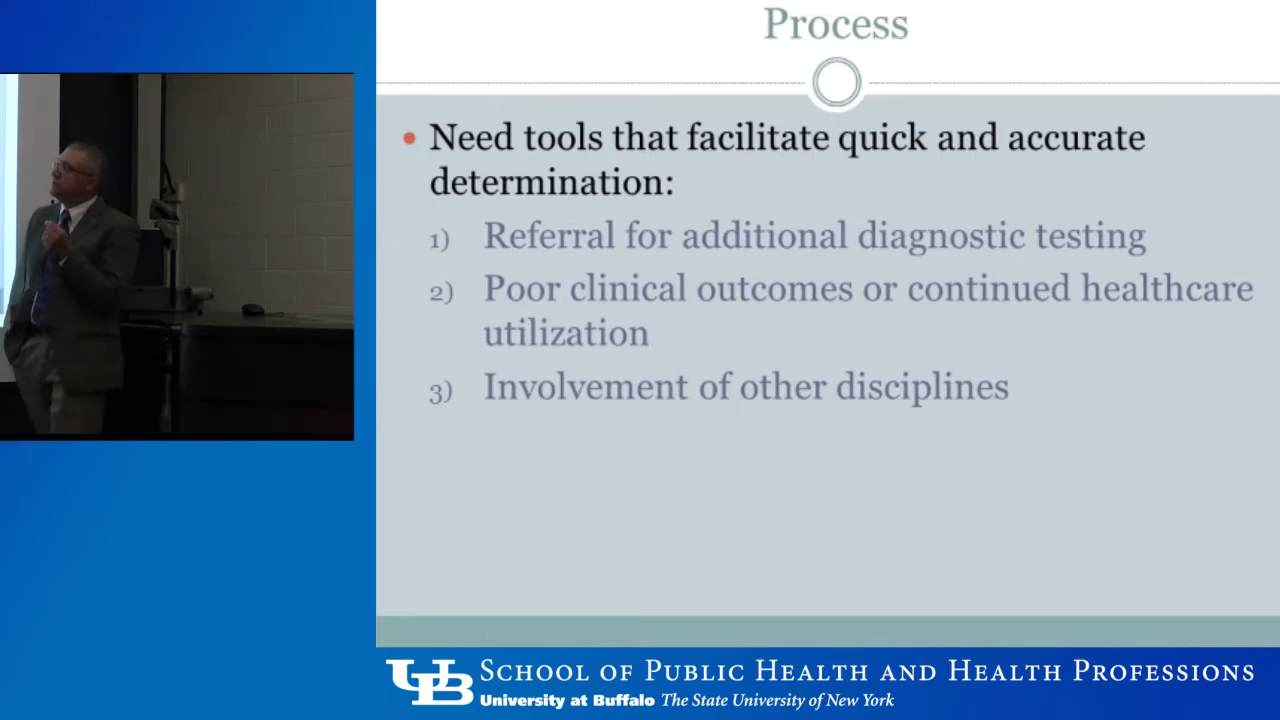 Process
• Need tools that facilitate quick and accurate
determination:
1) Referral for additional diagnostic testing
2) Poor clinical outcomes or continued healthcare
utilization
3) Involvement of other disciplines
UB SCHOOL OF PUBLIC HEALTH AND HEALTH PROFESSIONS
University at Buffalo The State University of New York